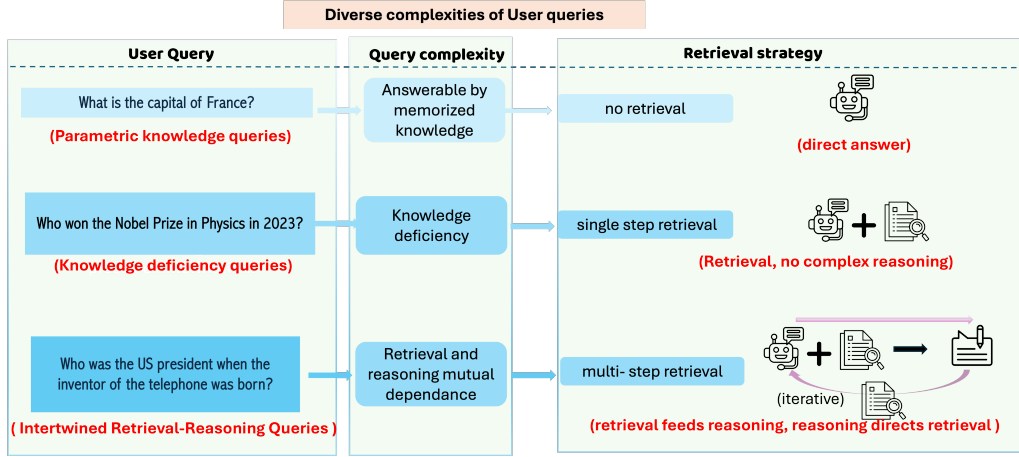 Diverse complexities of User queries
User Query
Query complexity
Retrieval strategy
What is the capital of France?
(Parametric knowledge queries)
Answerable by
memorized
knowledge
no retrieval
(direct answer)
Who won the Nobel Prize in Physics in 2023?
(Knowledge deficiency queries)
Knowledge
deficiency
single step retrieval
(Retrieval, no complex reasoning)
Who was the US president when the
inventor of the telephone was born?
( Intertwined Retrieval-Reasoning Queries )
Retrieval and
reasoning mutual
dependance
multi- step retrieval
(iterative)
(retrieval feeds reasoning, reasoning directs retrieval )